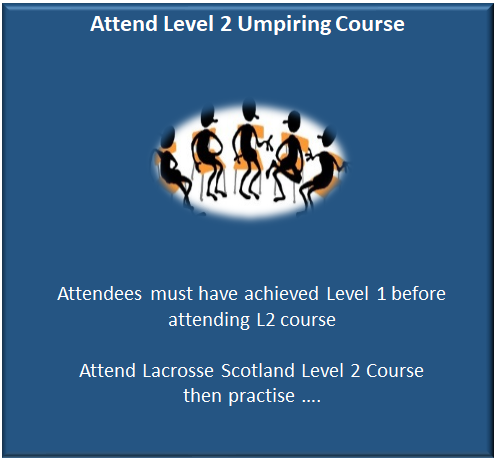 Attend Level 2 Umpiring Course
Attendees must have achieved Level 1 before
attending L2 course
Attend Lacrosse Scotland Level 2 Course
then practise ....